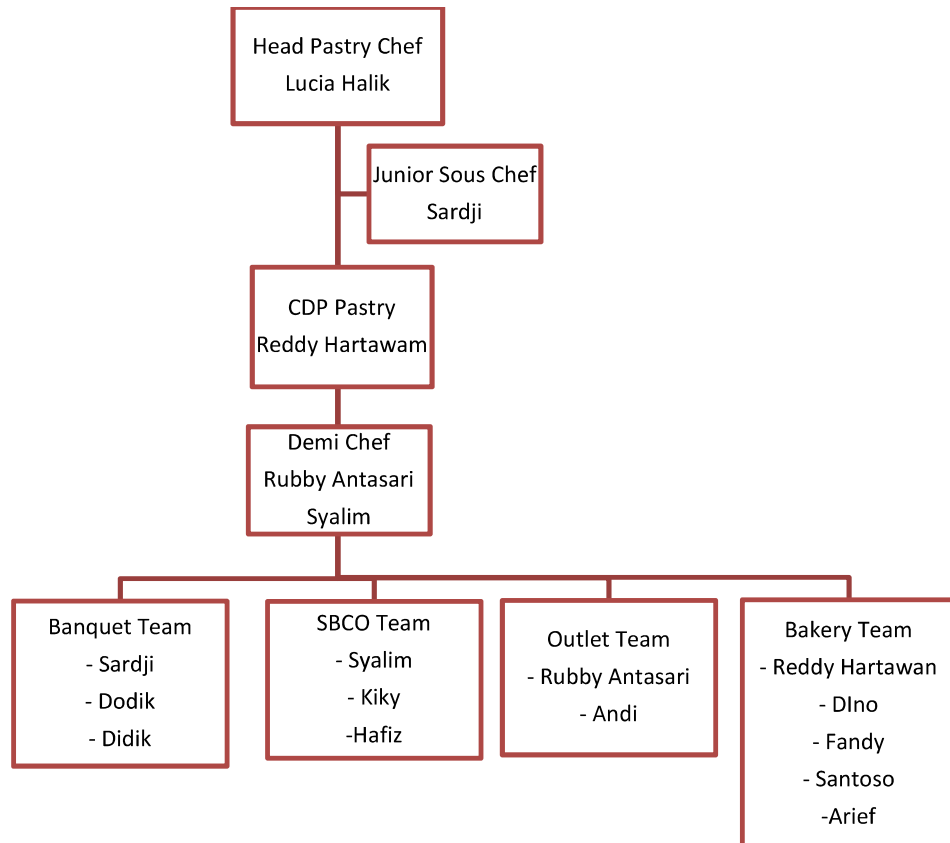 Head Pastry Chef
Lucia Halik
Junior Sous Chef
Sardji
CDP Pastry
Reddy Hartawam
Demi Chef
Rubby Antasari
Syalim
Banquet Team
- Sardji
- Dodik
- Didik
SBCO Team
- Syalim
- Kiky
-Hafiz
Outlet Team
- Rubby Antasari
- Andi
Bakery Team
- Reddy Hartawan
- DIno
- Fandy
- Santoso
-Arief